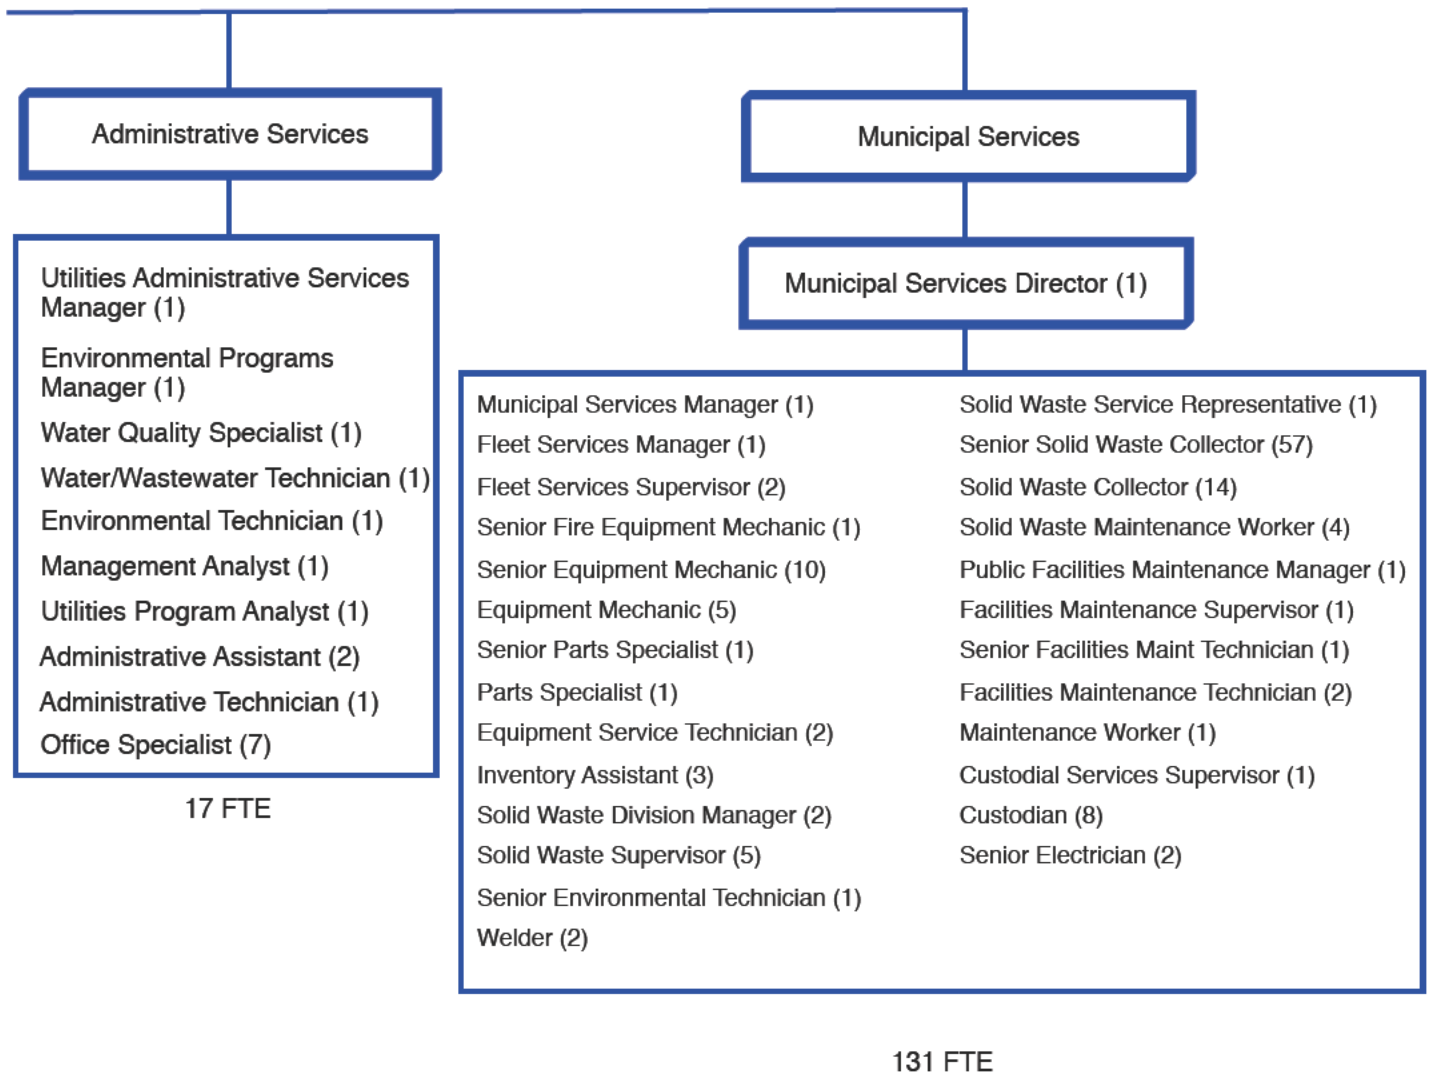 Administrative Services
Municipal Services
Municipal Services Director (1)
Utilities Administrative Services
Manager (1)
Environmental Programs
Manager (1)
Water Quality Specialist (1)
Water/Wastewater Technician (1)
Environmental Technician (1)
Management Analyst (1)
Utilities Program Analyst (1)
Administrative Assistant (2)
Administrative Technician (1)
Office Specialist (7)
17 FTE
Municipal Services Manager (1)
Fleet Services Manager (1)
Fleet Services Supervisor (2)
Senior Fire Equipment Mechanic (1)
Senior Equipment Mechanic (10)
Equipment Mechanic (5)
Senior Parts Specialist (1)
Parts Specialist (1)
Equipment Service Technician (2)
Inventory Assistant (3)
Solid Waste Division Manager (2)
Solid Waste Supervisor (5)
Senior Environmental Technician (1)
Welder (2)
Solid Waste Service Representative (1)
Senior Solid Waste Collector (57)
Solid Waste Collector (14)
Solid Waste Maintenance Worker (4)
Public Facilities Maintenance Manager (1)
Facilities Maintenance Supervisor (1)
Senior Facilities Maint Technician (1)
Facilities Maintenance Technician (2)
Maintenance Worker (1)
Custodial Services Supervisor (1)
Custodian (8)
Senior Electrician (2)
131 FTE